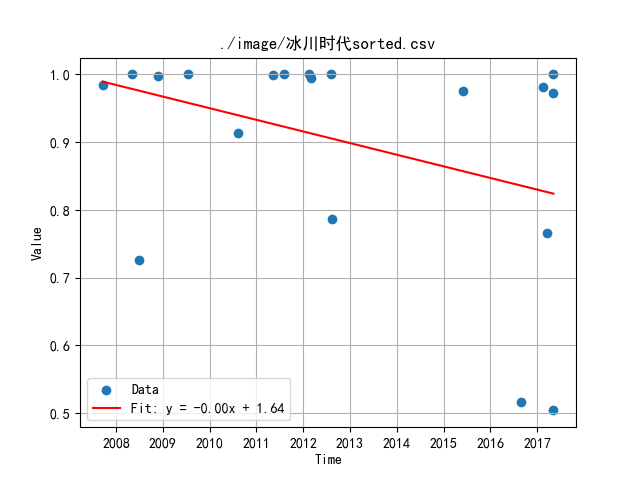 ./image/冰川时代sorted.csv
1.0
0.9
0.8
0.7
0.6
0.5
Value
Data
Fit: y = -0.00x + 1.64
2008 2009 2010 2011 2012 2013 2014 2015 2016 2017
Time